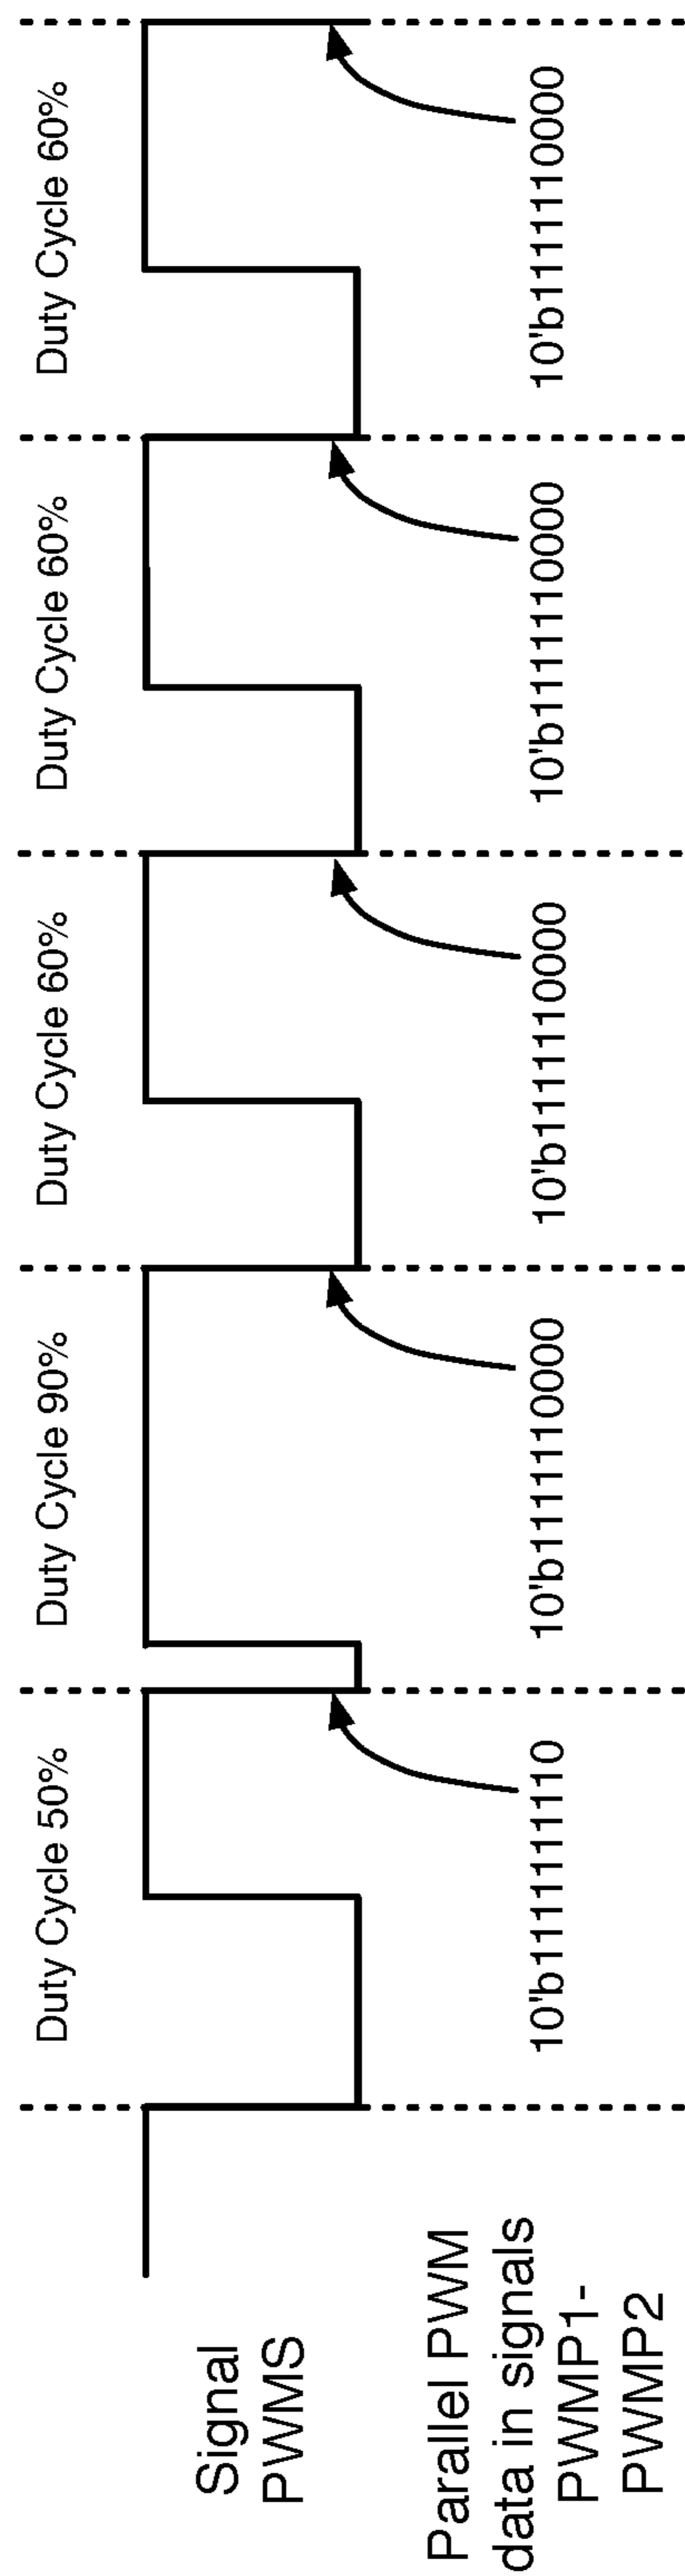 Duty Cycle 50%
Duty Cycle 90%
Duty Cycle 60%
Duty Cycle 60%
Duty Cycle 60%
Signal
PWMS
Parallel PWM
data in signals
PWMP1-
PWMP2
10'b1111111110
10'b1111110000
10'b1111110000
10'b1111110000
10'b1111110000